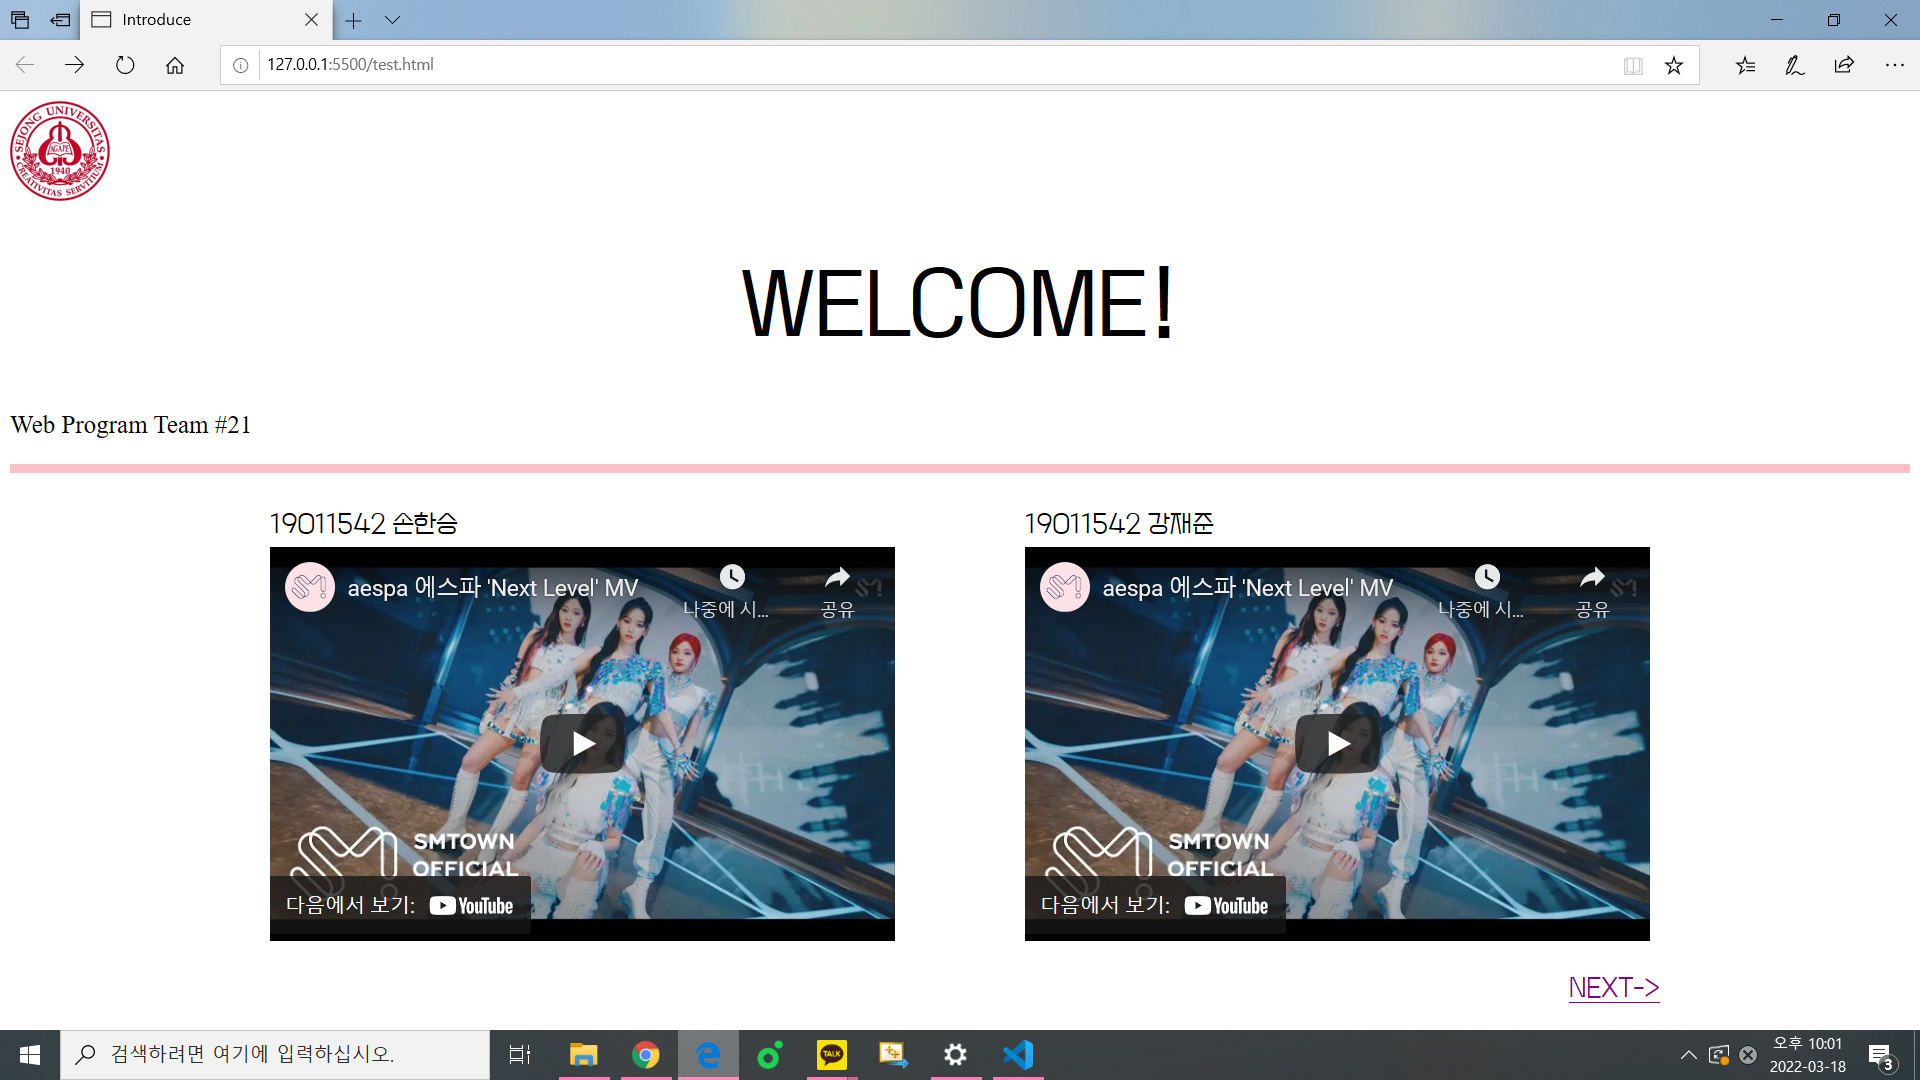 Introduce
127.0.0.1:5500/test.html
SEJONG UNIVERSITAS
AGAPE
1940
CREATIVITAS SERVITIUM
WELCOME!
Web Program Team #21
19011542 손한승
19011542 강재준
aespa 에스파 'Next Level' MV
나중에 시...
공유
SMTOWN
OFFICIAL
다음에서 보기: YouTube
aespa 에스파 'Next Level' MV
나중에 시...
공유
SMTOWN
OFFICIAL
다음에서 보기: YouTube
NEXT->
검색하려면 여기에 입력하십시오.
TALK
오후 10:01
2022-03-18
3